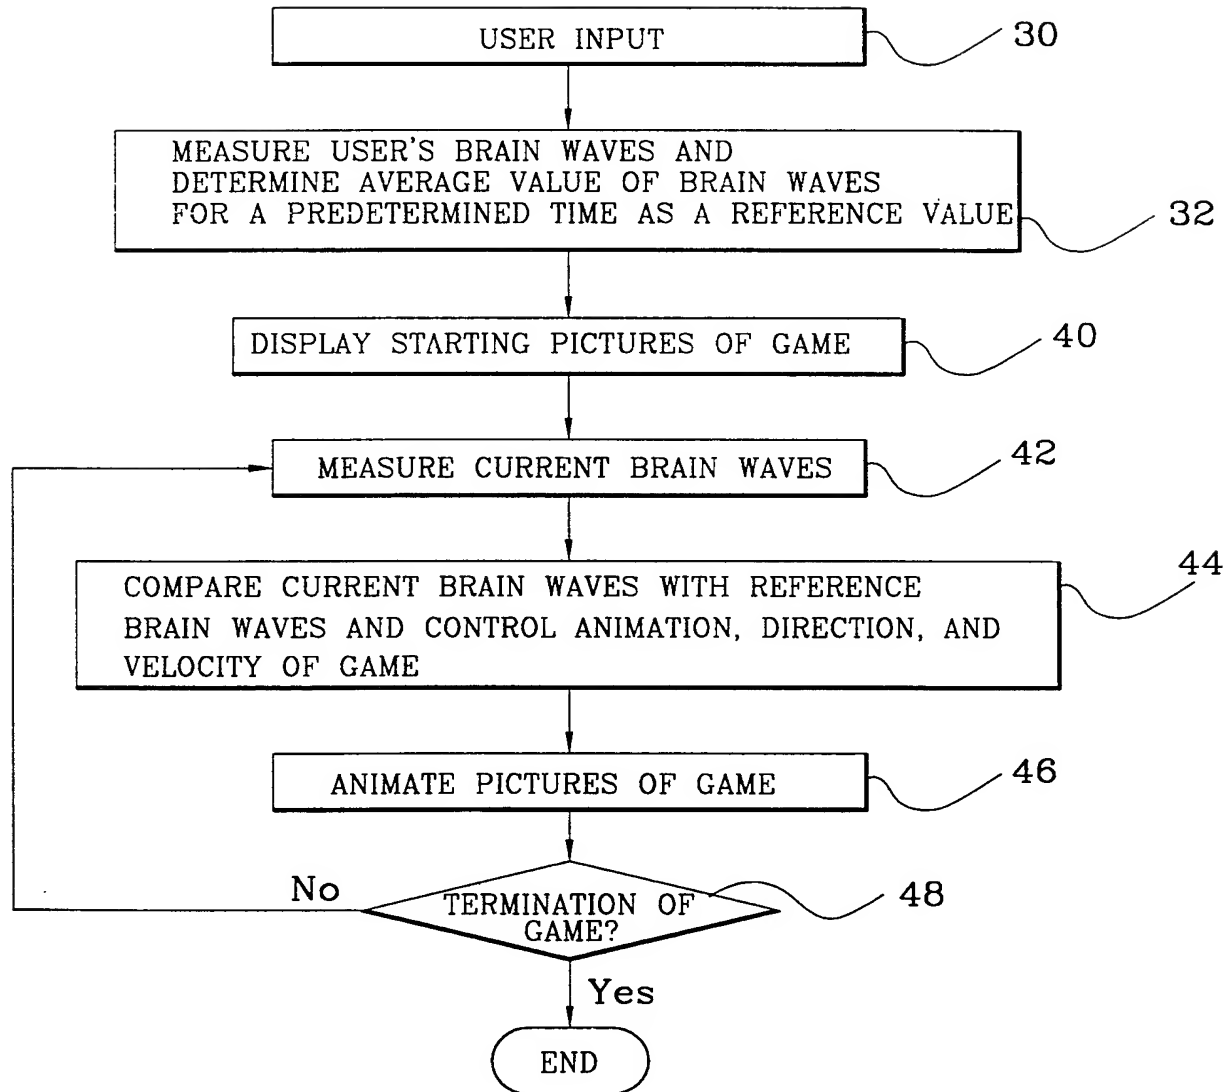 USER INPUT
30
MEASURE USER'S BRAIN WAVES AND
DETERMINE AVERAGE VALUE OF BRAIN WAVES
FOR A PREDETERMINED TIME AS A REFERENCE VALUE
32
DISPLAY STARTING PICTURES OF GAME
40
MEASURE CURRENT BRAIN WAVES
42
COMPARE CURRENT BRAIN WAVES WITH REFERENCE
BRAIN WAVES AND CONTROL ANIMATION, DIRECTION, AND
VELOCITY OF GAME
44
ANIMATE PICTURES OF GAME
46
No
TERMINATION OF
GAME?
48
Yes
END